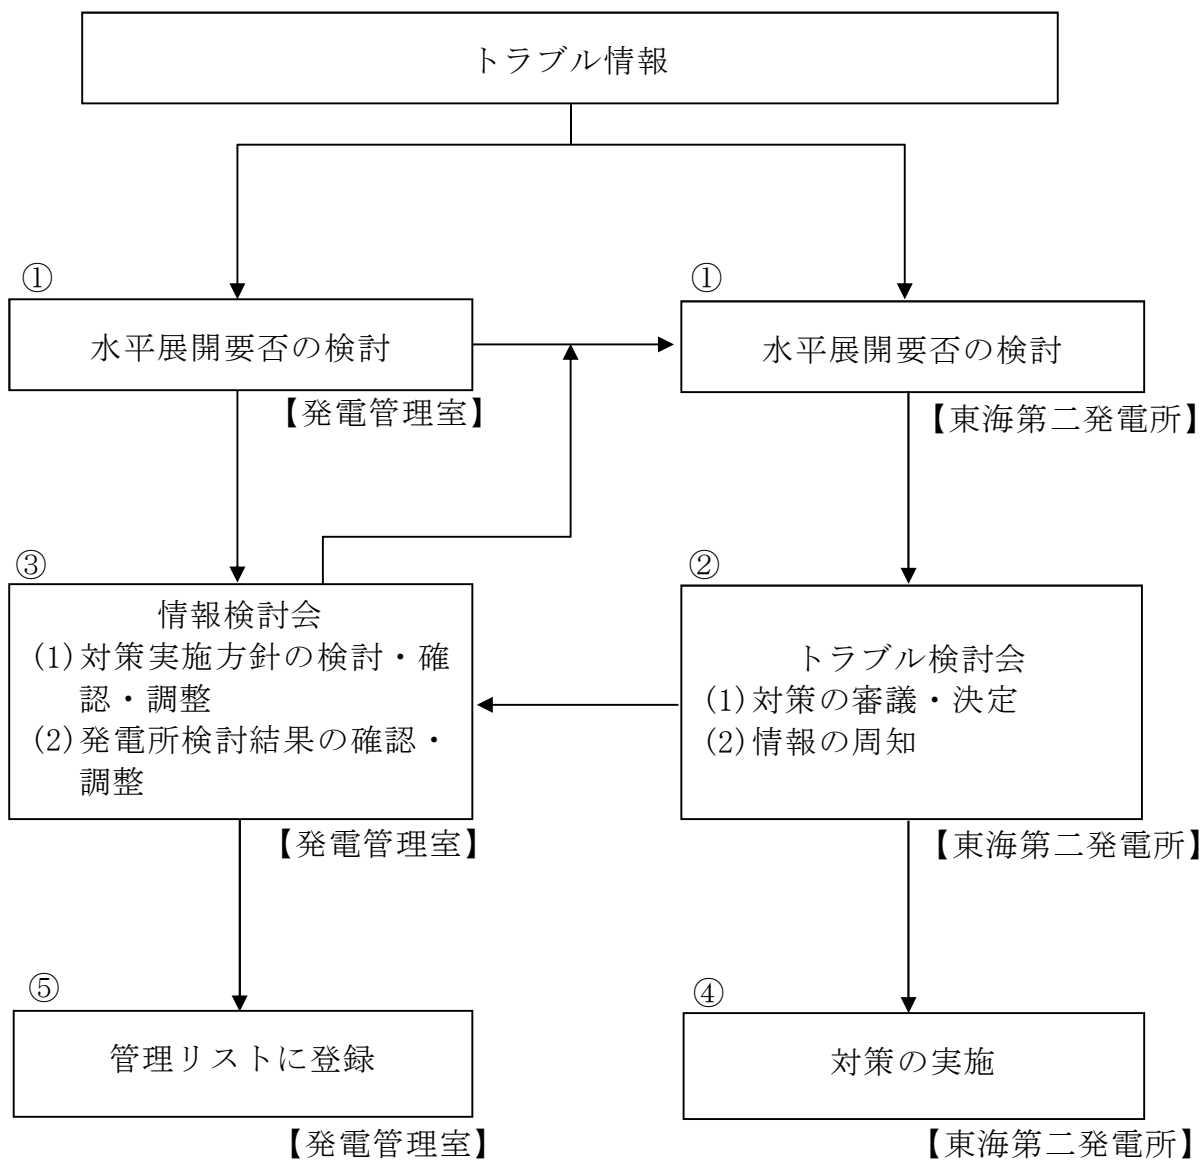 トラブル情報
①
水平展開要否の検討
【発電管理室】
①
水平展開要否の検討
【東海第二発電所】
③
情報検討会
(1)対策実施方針の検討・確
認・調整
(2)発電所検討結果の確認・
調整
【発電管理室】
②
トラブル検討会
(1)対策の審議・決定
(2)情報の周知
【東海第二発電所】
⑤
管理リストに登録
【発電管理室】
④
対策の実施
【東海第二発電所】